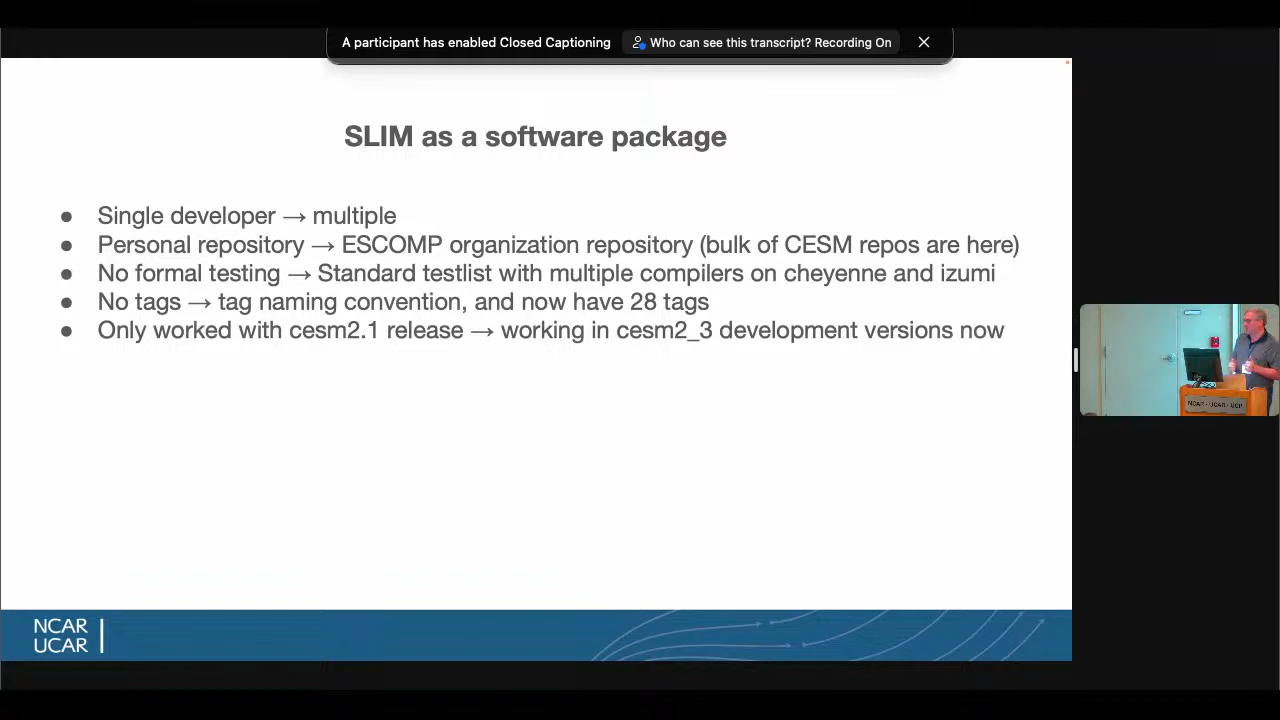 A participant has enabled Closed Captioning
Who can see this transcript? Recording On
SLIM as a software package
● Single developer → multiple
● Personal repository → ESCOMP organization repository (bulk of CESM repos are here)
● No formal testing → Standard testlist with multiple compilers on cheyenne and izumi
● No tags → tag naming convention, and now have 28 tags
● Only worked with cesm2.1 release → working in cesm2_3 development versions now
NCAR · UCAR · UCP
NCAR
UCAR